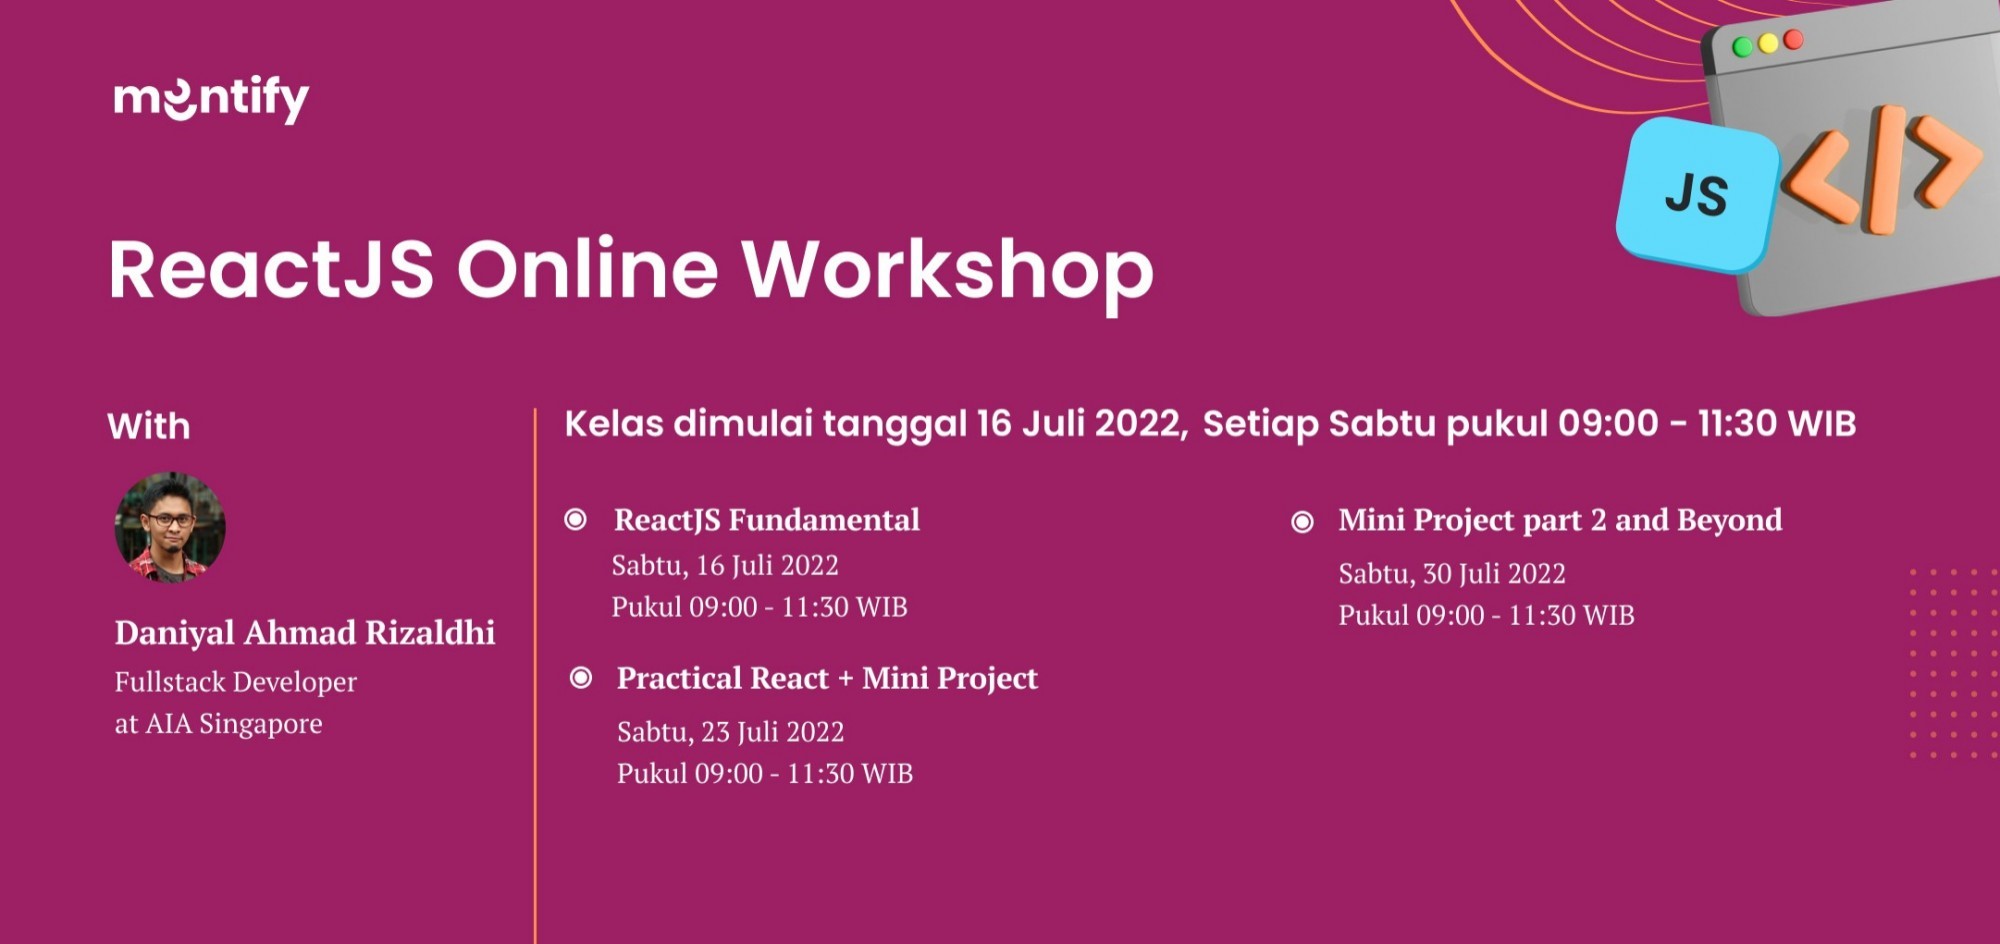 mentify
JS
</>
ReactJS Online Workshop
With
Daniyal Ahmad Rizaldhi
Fullstack Developer
at AIA Singapore
Kelas dimulai tanggal 16 Juli 2022, Setiap Sabtu pukul 09:00 - 11:30 WIB
ReactJS Fundamental
Sabtu, 16 Juli 2022
Pukul 09:00 - 11:30 WIB
Practical React + Mini Project
Sabtu, 23 Juli 2022
Pukul 09:00 - 11:30 WIB
Mini Project part 2 and Beyond
Sabtu, 30 Juli 2022
Pukul 09:00 - 11:30 WIB